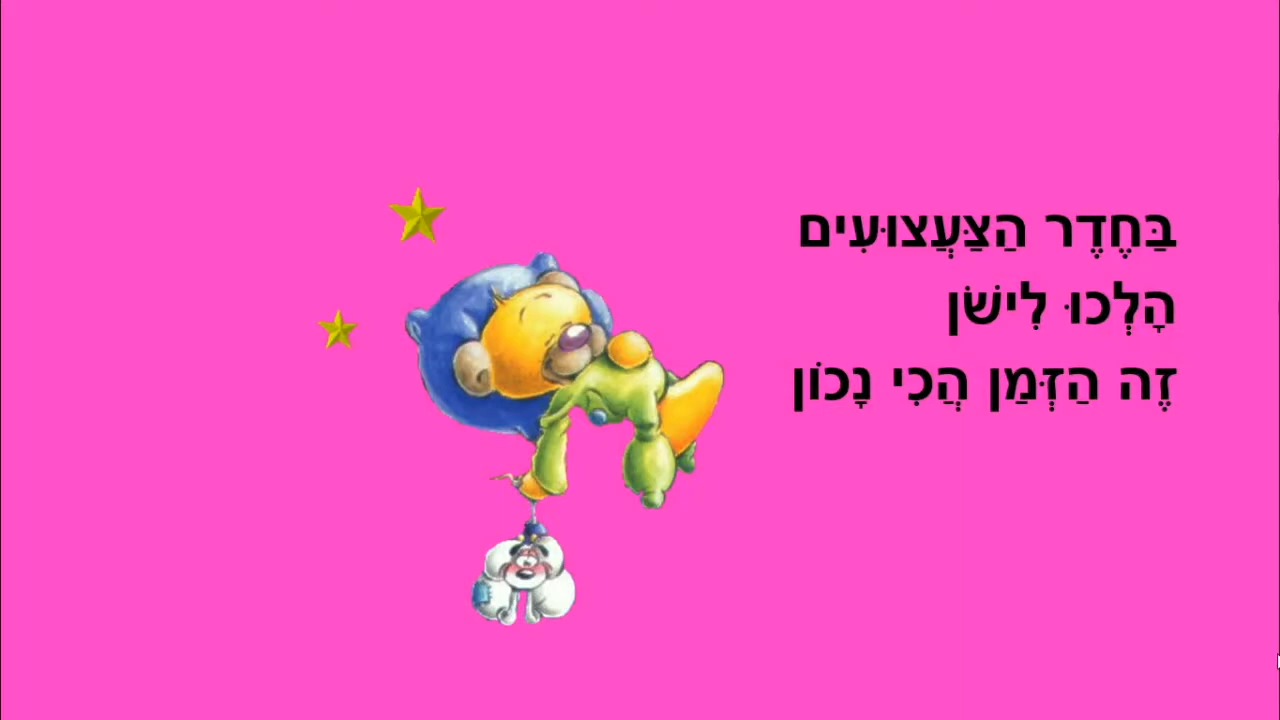 בַּחֶדֶר הַצַּעֲצוּעִים
הָלְכוּ לִישֹׁן
זֶה הַזְּמַן הֲכִי נָכוֹן